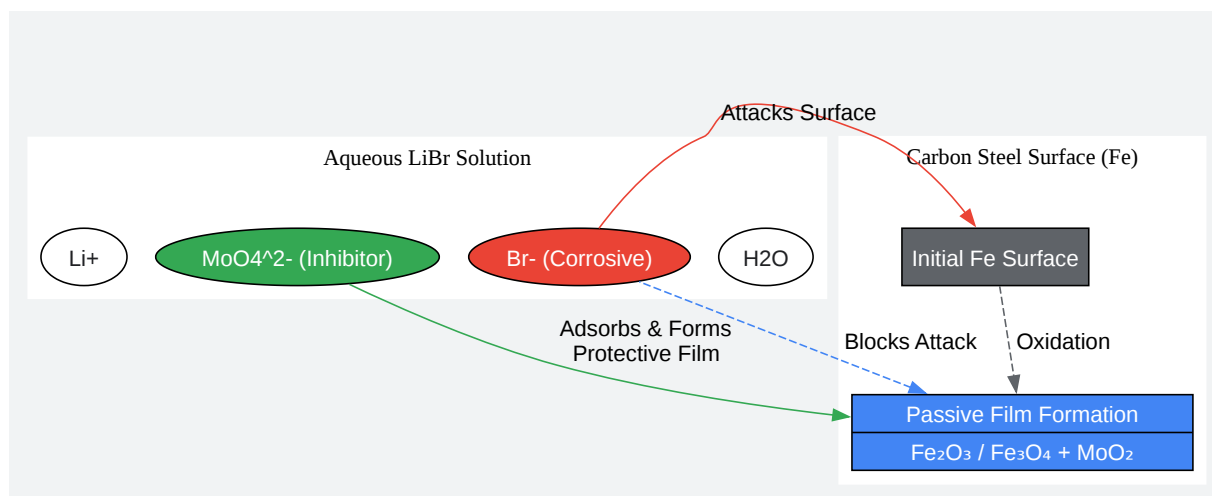 Attacks Surface
Aqueous LiBr Solution
Carbon Steel Surface (Fe)
Li+
MoO4^2- (Inhibitor)
Br- (Corrosive)
H2O
Initial Fe Surface
Adsorbs & Forms
Protective Film
Blocks Attack
Oxidation
Passive Film Formation
Fe₂O₃ / Fe₃O₄ + MoO₂